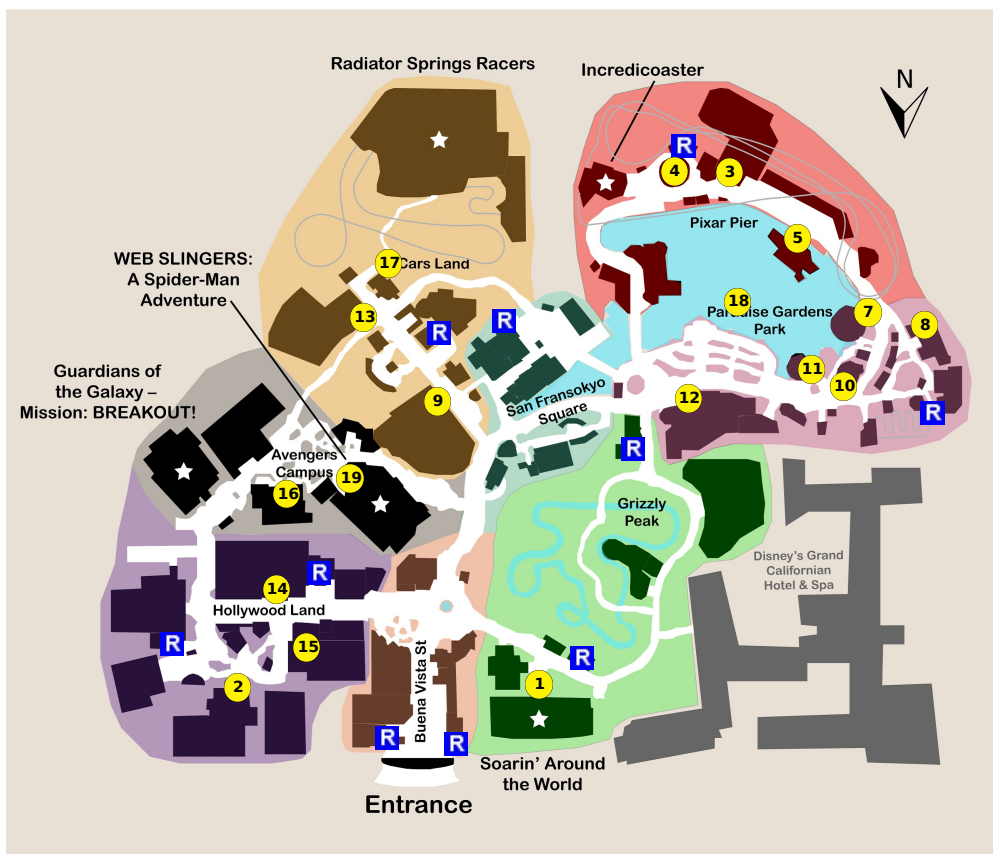 Radiator Springs Racers
Incredicoaster
N
R
4
3
Pixar Pier
5
WEB SLINGERS:
A Spider-Man
Adventure
17
Cars Land
18
Paradise Gardens
Park
7
8
13
R
R
11
10
Guardians of
the Galaxy –
Mission: BREAKOUT!
9
San Fransokyo
Square
12
R
R
Avengers
Campus
16
19
Grizzly
Peak
Disney's Grand
Californian
Hotel & Spa
R
14
Hollywood Land
R
15
2
Buena Vista St
R
1
R
R
Soarin' Around
the World
Entrance